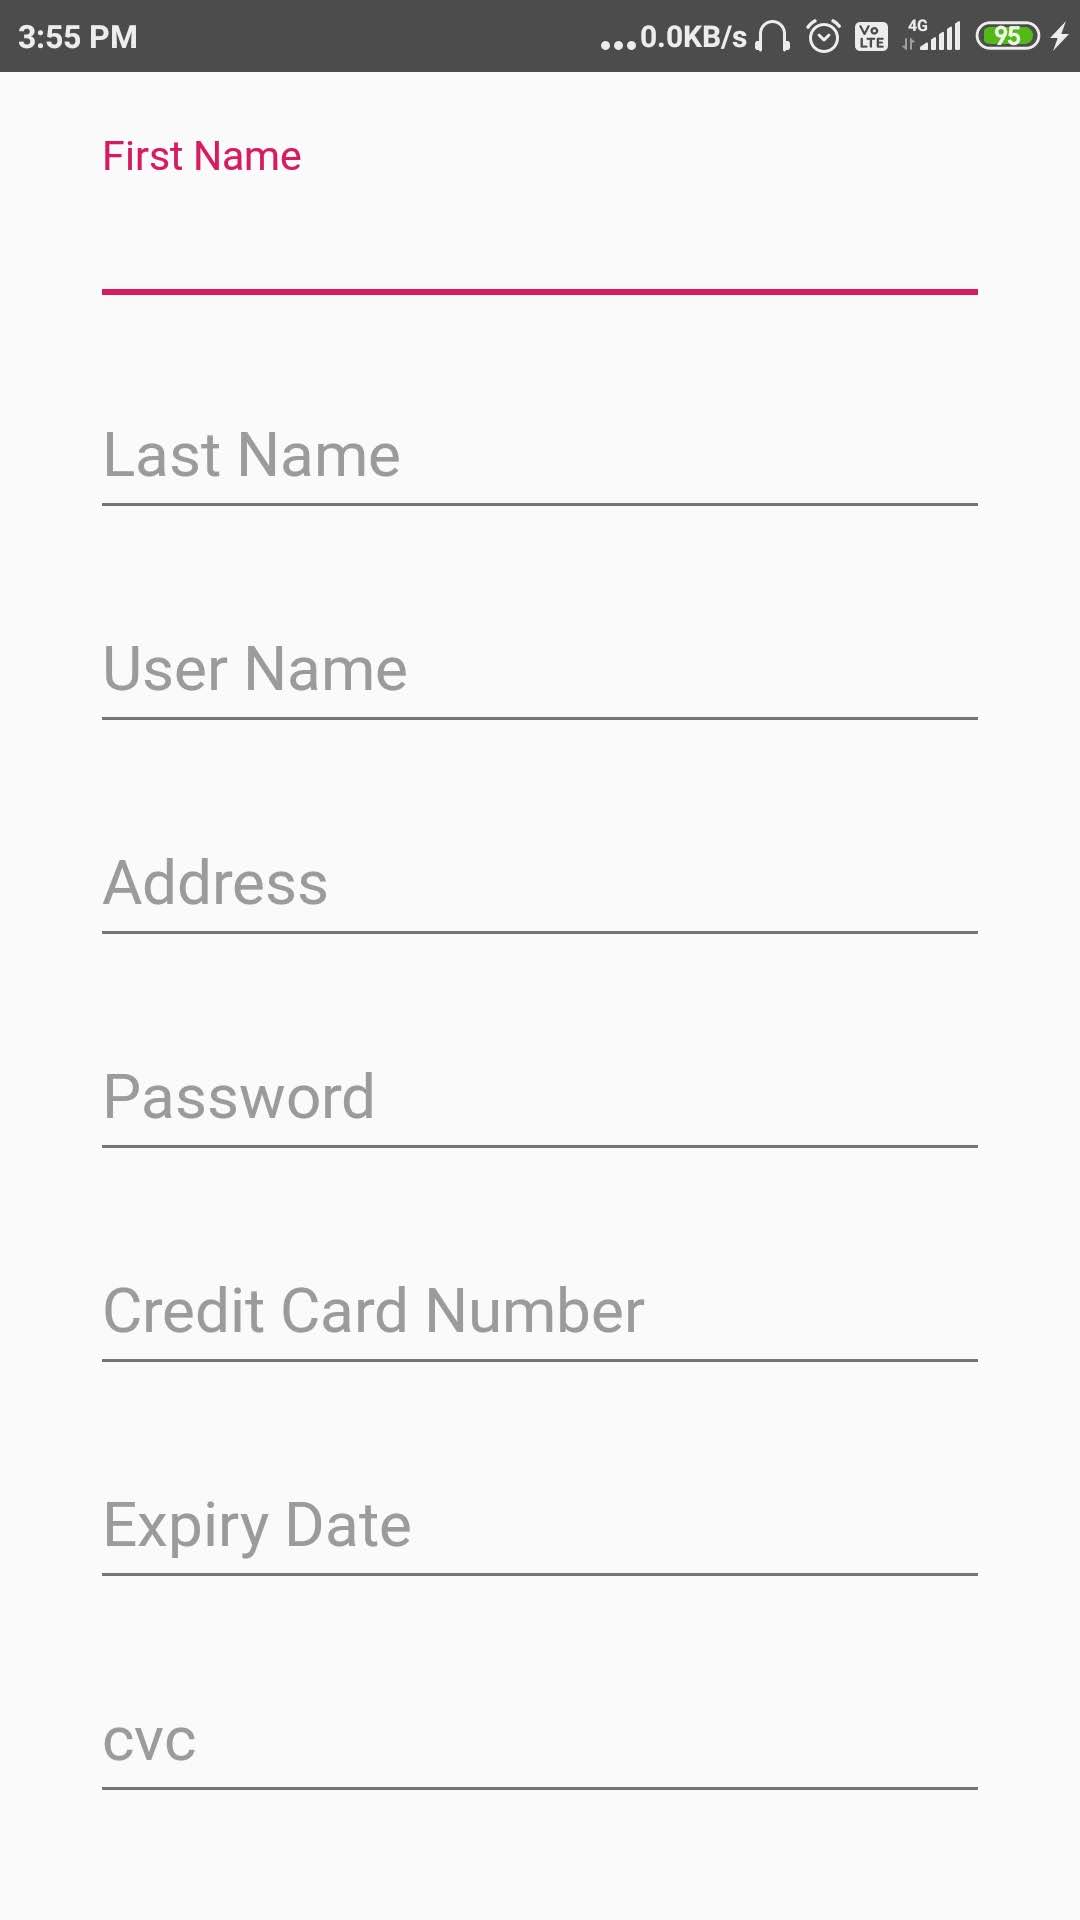 3:55 PM ...0.0KB/s Vo LTE 4G 95
First Name
Last Name
User Name
Address
Password
Credit Card Number
Expiry Date
cvc